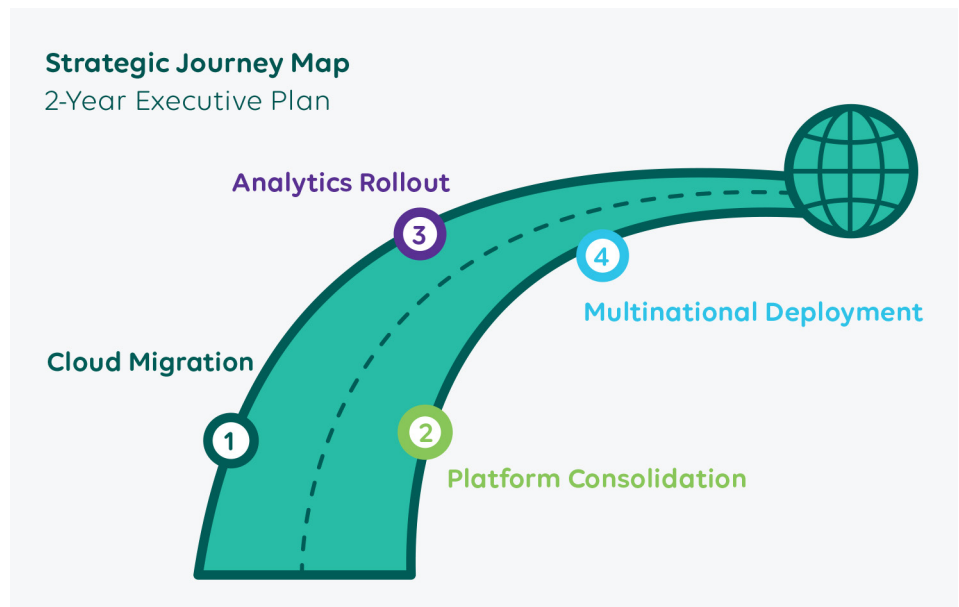 Strategic Journey Map
2-Year Executive Plan
Analytics Rollout
3
4
Multinational Deployment
Cloud Migration
1
2
Platform Consolidation